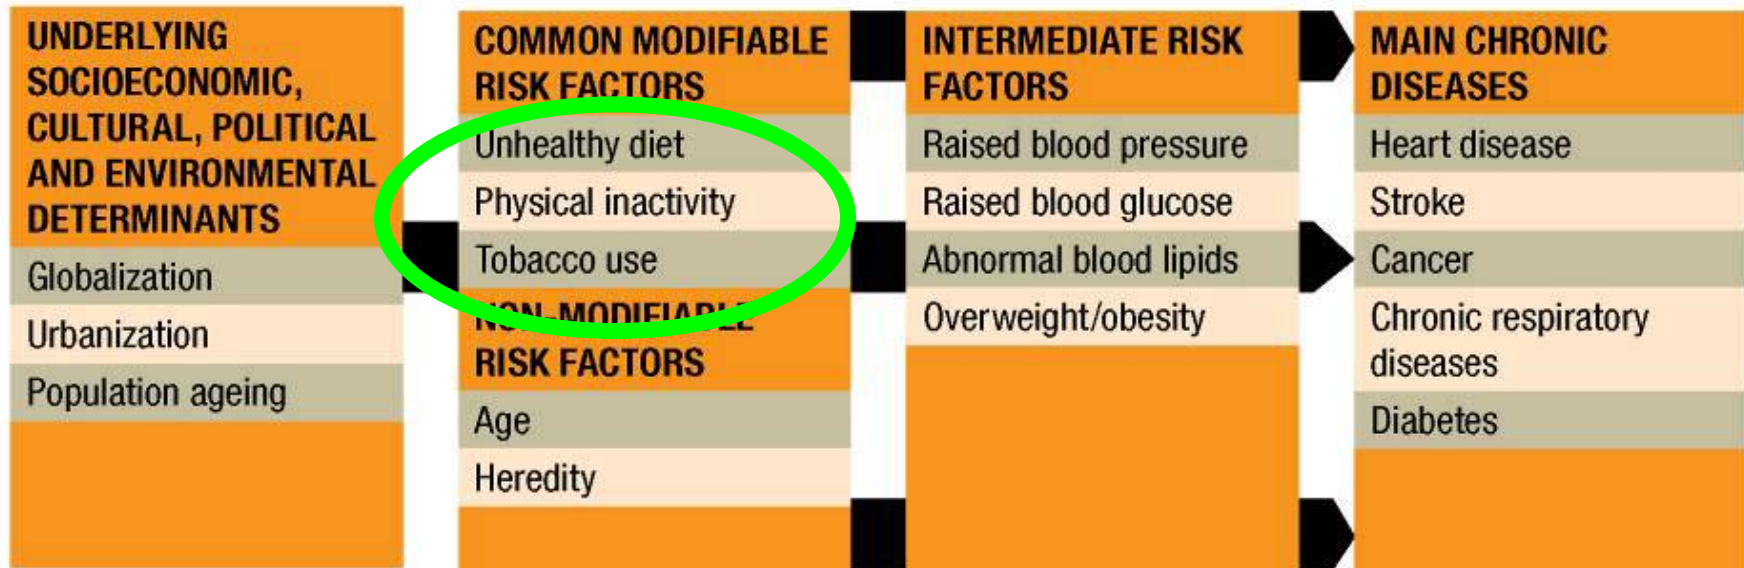 UNDERLYING
SOCIOECONOMIC,
CULTURAL, POLITICAL
AND ENVIRONMENTAL
DETERMINANTS
Globalization
Urbanization
Population ageing
COMMON MODIFIABLE
RISK FACTORS
Unhealthy diet
Physical inactivity
Tobacco use
NON-MODIFIABLE
RISK FACTORS
Age
Heredity
INTERMEDIATE RISK
FACTORS
Raised blood pressure
Raised blood glucose
Abnormal blood lipids
Overweight/obesity
MAIN CHRONIC
DISEASES
Heart disease
Stroke
Cancer
Chronic respiratory
diseases
Diabetes